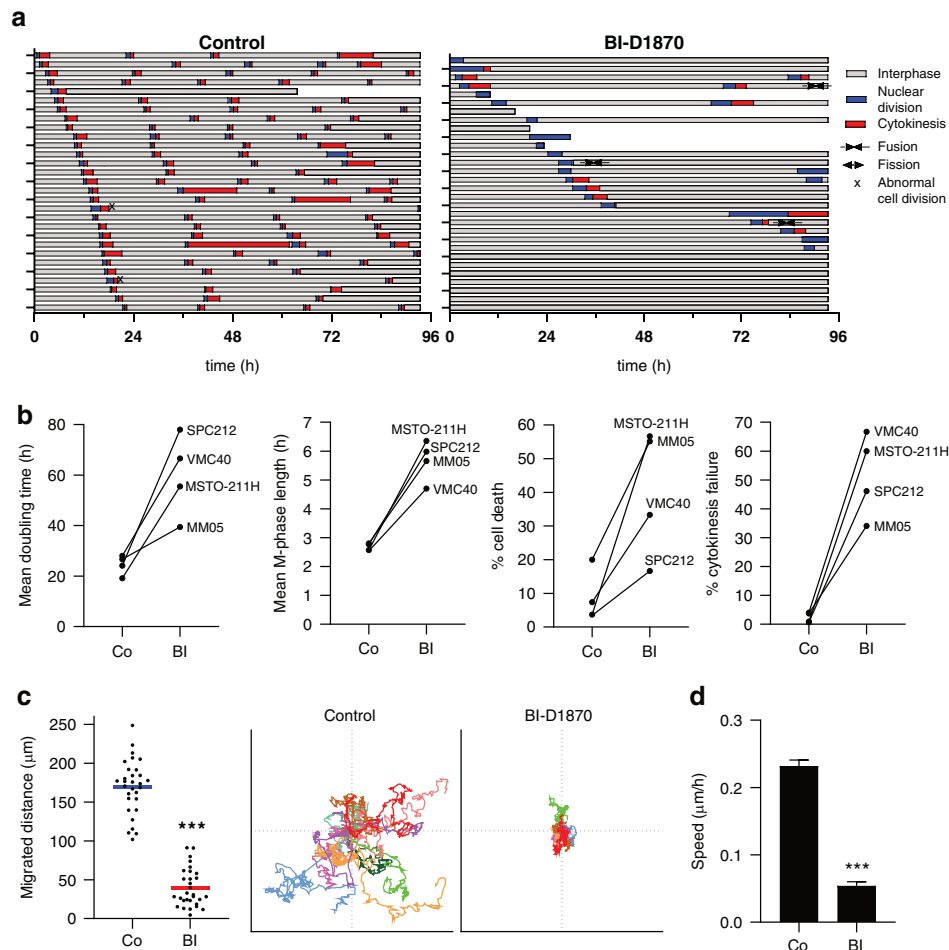 a
Control
BI-D1870
Interphase
Nuclear
division
Cytokinesis
Fusion
Fission
x Abnormal
cell division
X
X
0 24 48 72 96
time (h)
0 24 48 72 96
time (h)
b
Mean doubling time (h)
80
60
40
20
0
SPC212
VMC40
MSTO-211H
MM05
Co BI
Mean M-phase length (h)
7
6
5
4
3
2
1
0
MSTO-211H
SPC212
MM05
VMC40
Co BI
% cell death
60
50
40
30
20
10
0
MSTO-211H
MM05
VMC40
SPC212
Co BI
% cytokinesis failure
70
60
50
40
30
20
10
0
VMC40
MSTO-211H
SPC212
MM05
Co BI
c
Migrated distance (μm)
250
200
150
100
50
0
***
Co BI
Control
BI-D1870
d
Speed (μm/h)
0.3
0.2
0.1
0.0
***
Co BI